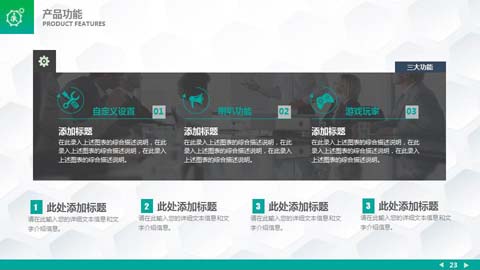 产品功能
PRODUCT FEATURES
三大功能
自定义设置 01
喇叭功能 02
游戏玩家 03
添加标题
在此录入上述图表的综合描述说明，在此录入上述图表的综合描述说明，在此录入上述图表的综合描述说明。
添加标题
在此录入上述图表的综合描述说明，在此录入上述图表的综合描述说明，在此录入上述图表的综合描述说明。
添加标题
在此录入上述图表的综合描述说明，在此录入上述图表的综合描述说明，在此录入上述图表的综合描述说明。
1 此处添加标题
请在此输入您的详细文本信息和文
字介绍信息。
2 此处添加标题
请在此输入您的详细文本信息和文
字介绍信息。
3 此处添加标题
请在此输入您的详细文本信息和文
字介绍信息。
3 此处添加标题
请在此输入您的详细文本信息和文
字介绍信息。
23